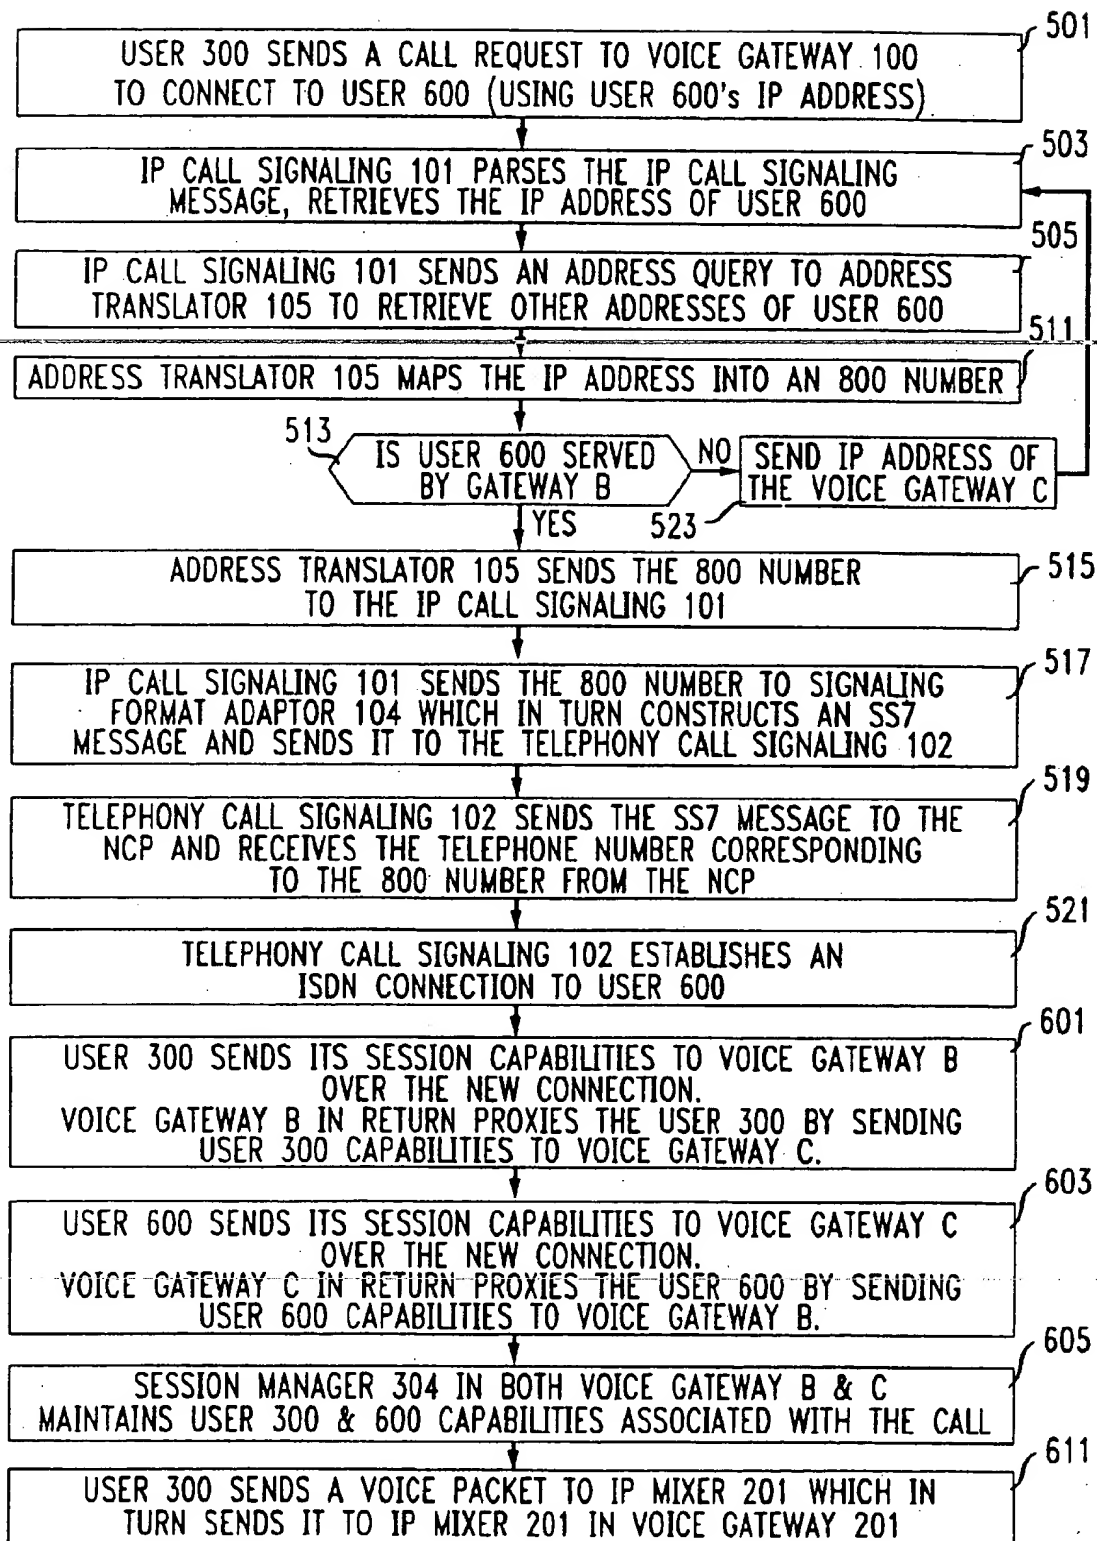 501
USER 300 SENDS A CALL REQUEST TO VOICE GATEWAY 100
TO CONNECT TO USER 600 (USING USER 600's IP ADDRESS)
503
IP CALL SIGNALING 101 PARSES THE IP CALL SIGNALING
MESSAGE, RETRIEVES THE IP ADDRESS OF USER 600
505
IP CALL SIGNALING 101 SENDS AN ADDRESS QUERY TO ADDRESS
TRANSLATOR 105 TO RETRIEVE OTHER ADDRESSES OF USER 600
511
ADDRESS TRANSLATOR 105 MAPS THE IP ADDRESS INTO AN 800 NUMBER
513
IS USER 600 SERVED
BY GATEWAY B
NO
SEND IP ADDRESS OF
THE VOICE GATEWAY C
523
YES
515
ADDRESS TRANSLATOR 105 SENDS THE 800 NUMBER
TO THE IP CALL SIGNALING 101
517
IP CALL SIGNALING 101 SENDS THE 800 NUMBER TO SIGNALING
FORMAT ADAPTOR 104 WHICH IN TURN CONSTRUCTS AN SS7
MESSAGE AND SENDS IT TO THE TELEPHONY CALL SIGNALING 102
519
TELEPHONY CALL SIGNALING 102 SENDS THE SS7 MESSAGE TO THE
NCP AND RECEIVES THE TELEPHONE NUMBER CORRESPONDING
TO THE 800 NUMBER FROM THE NCP
521
TELEPHONY CALL SIGNALING 102 ESTABLISHES AN
ISDN CONNECTION TO USER 600
601
USER 300 SENDS ITS SESSION CAPABILITIES TO VOICE GATEWAY B
OVER THE NEW CONNECTION.
VOICE GATEWAY B IN RETURN PROXIES THE USER 300 BY SENDING
USER 300 CAPABILITIES TO VOICE GATEWAY C.
603
USER 600 SENDS ITS SESSION CAPABILITIES TO VOICE GATEWAY C
OVER THE NEW CONNECTION.
VOICE GATEWAY C IN RETURN PROXIES THE USER 600 BY SENDING
USER 600 CAPABILITIES TO VOICE GATEWAY B.
605
SESSION MANAGER 304 IN BOTH VOICE GATEWAY B & C
MAINTAINS USER 300 & 600 CAPABILITIES ASSOCIATED WITH THE CALL
611
USER 300 SENDS A VOICE PACKET TO IP MIXER 201 WHICH IN
TURN SENDS IT TO IP MIXER 201 IN VOICE GATEWAY 201